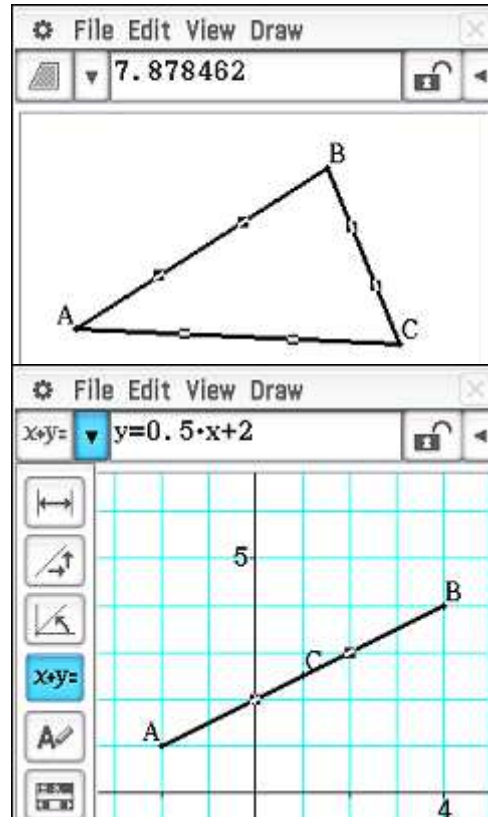 File Edit View Draw
7.878462
B
A
C
File Edit View Draw
x+y= y=0.5·x+2
5
B
C
x+y=
A
A
4